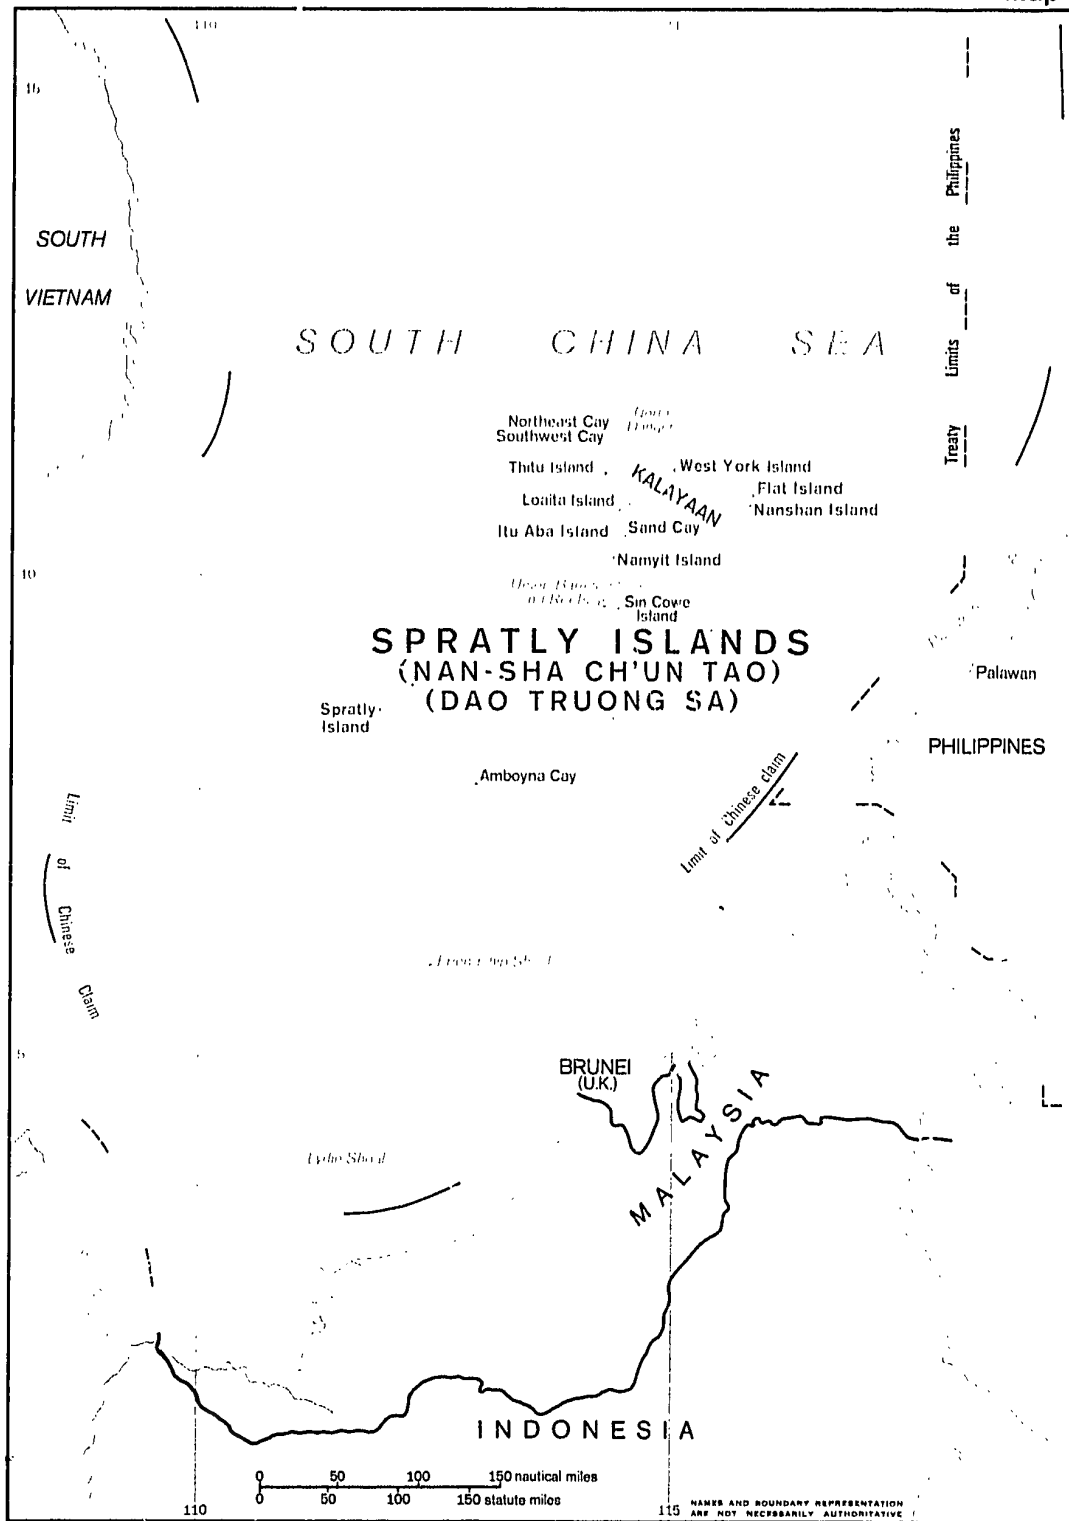 110
15
SOUTH
VIETNAM
Treaty Limits of the Philippines
SOUTH CHINA SEA
Northeast Cay
Southwest Cay
Thitu Island
West York Island
KALAYAAN
Flat Island
Loaita Island
Nanshan Island
Itu Aba Island
Sand Cay
Namyit Island
10
Sin Cowe
Island
SPRATLY ISLANDS
(NAN-SHA CH'UN TAO)
(DAO TRUONG SA)
Palawan
Spratly
Island
PHILIPPINES
Amboyna Cay
Limit of Chinese claim
Limit of Chinese Claim
5
BRUNEI
(U.K.)
MALAYSIA
Lydie Shoal
INDONESIA
0 50 100 150 nautical miles
0 50 100 150 statute miles
110
115
NAMES AND BOUNDARY REPRESENTATION
ARE NOT NECESSARILY AUTHORITATIVE